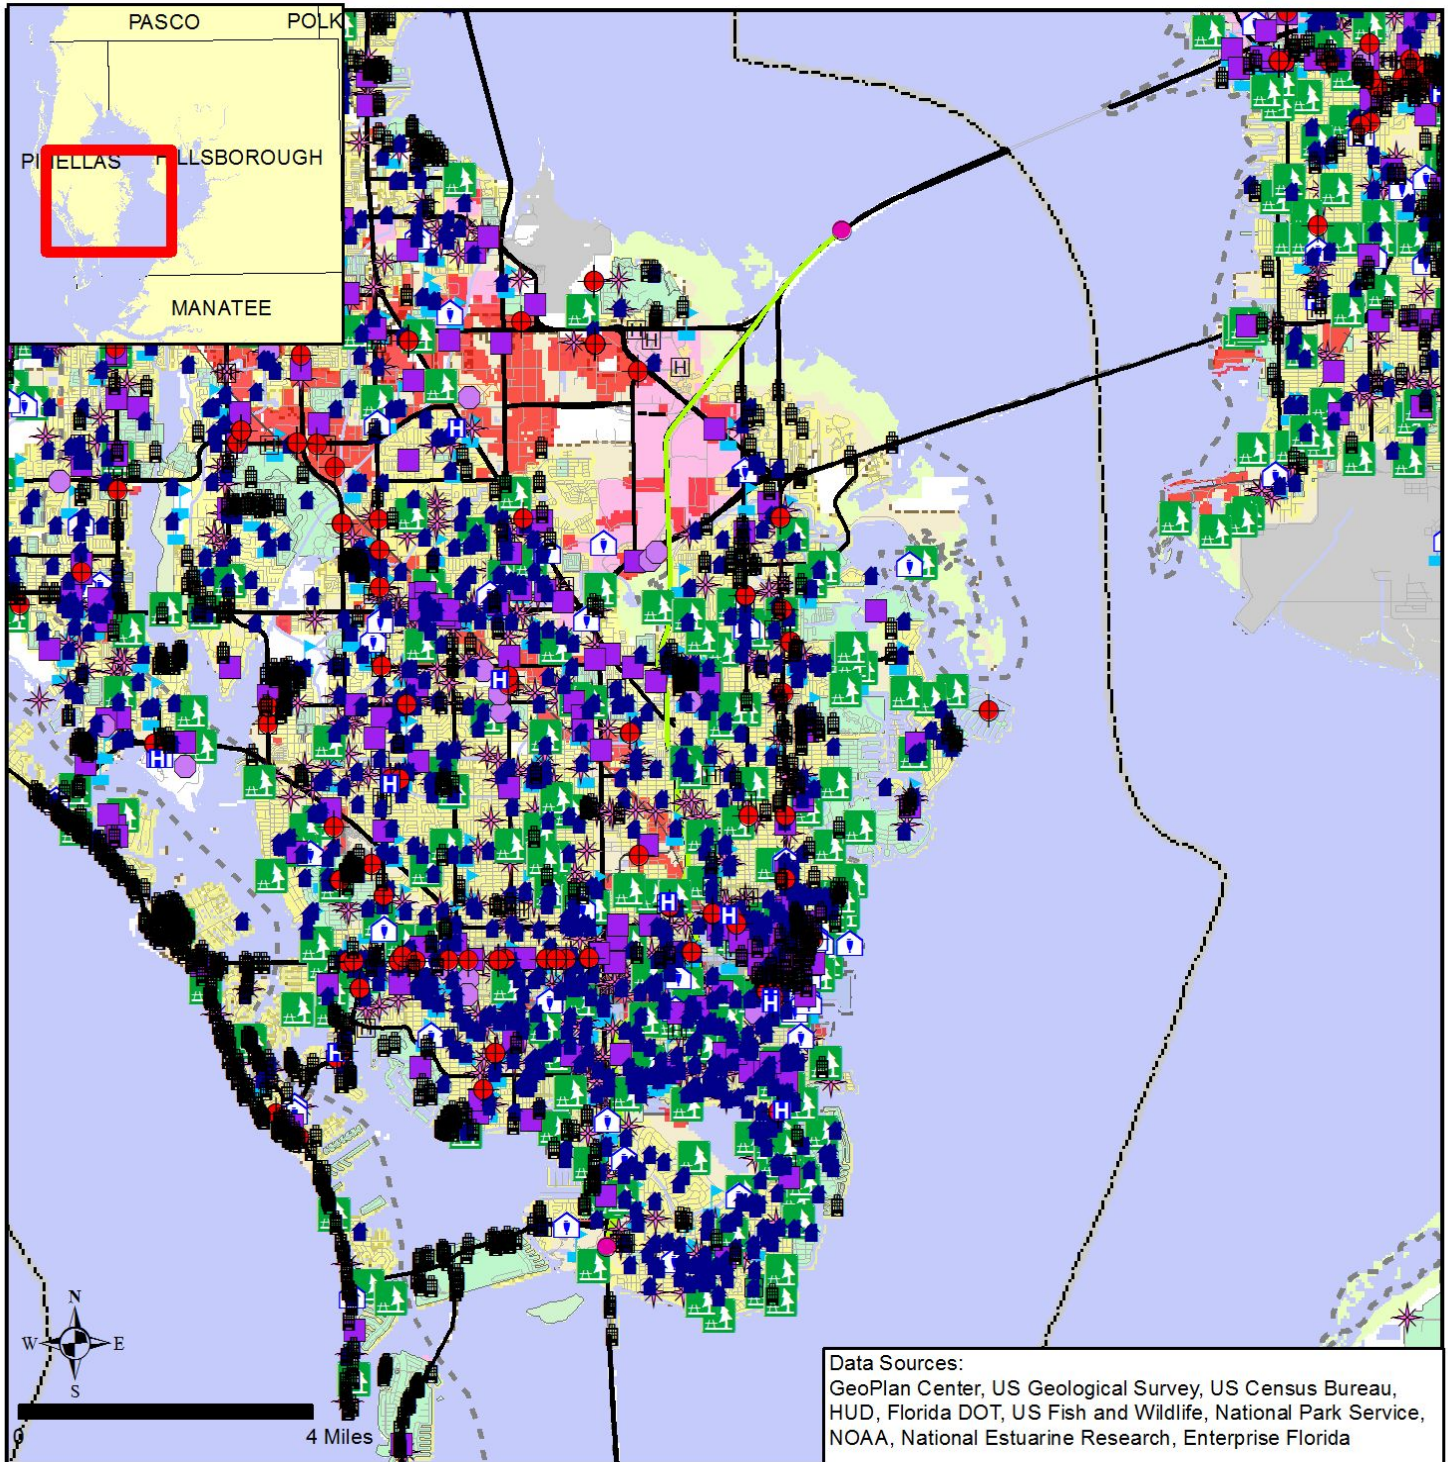 PASCO
POLK
PINELLAS
HILLSBOROUGH
MANATEE
N
W
E
S
0
4 Miles
Data Sources:
GeoPlan Center, US Geological Survey, US Census Bureau,
HUD, Florida DOT, US Fish and Wildlife, National Park Service,
NOAA, National Estuarine Research, Enterprise Florida
H
H
H
H
H
H
H
H
H
H